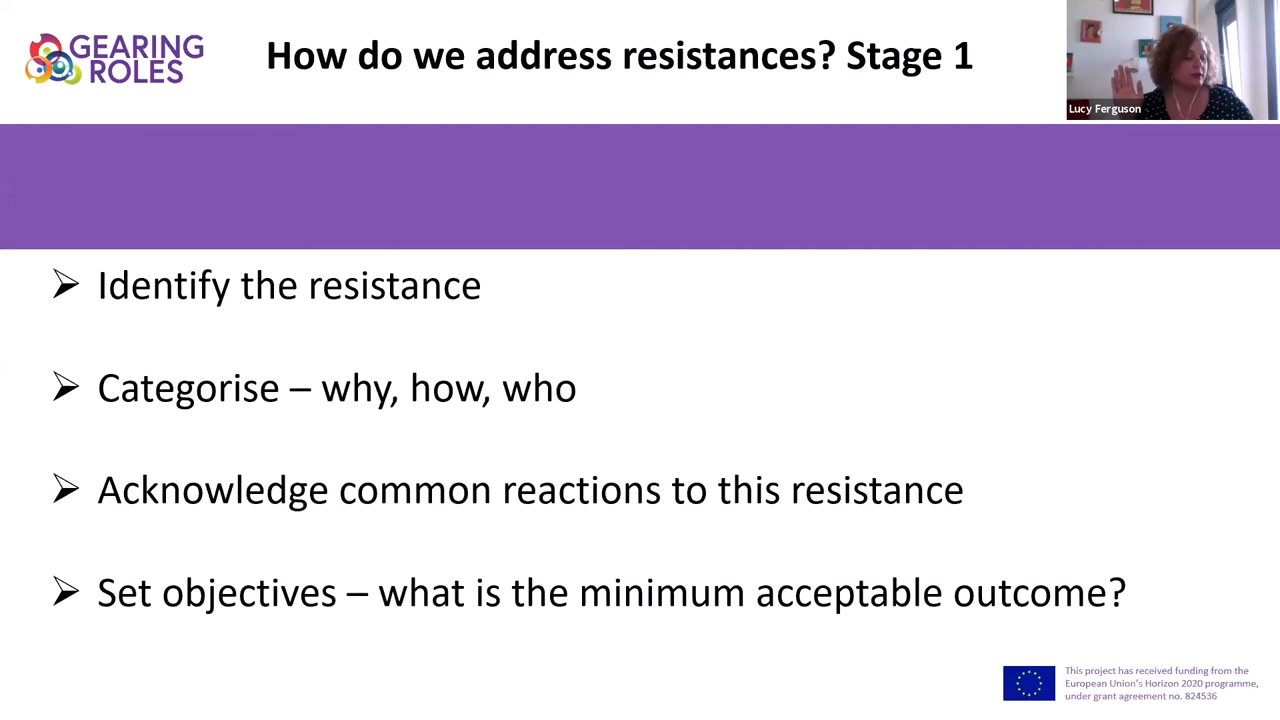 GEARING
ROLES
How do we address resistances? Stage 1
Lucy Ferguson
➢ Identify the resistance
➢ Categorise – why, how, who
➢ Acknowledge common reactions to this resistance
➢ Set objectives – what is the minimum acceptable outcome?
This project has received funding from the
European Union's Horizon 2020 programme,
under grant agreement no. 824536